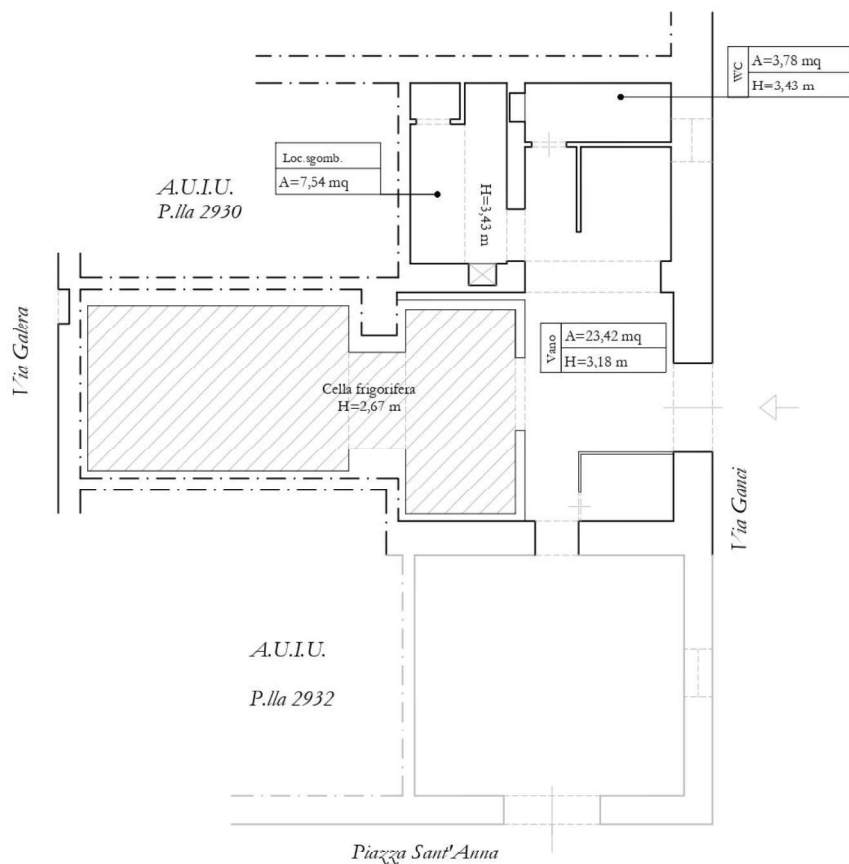 WC
A=3,78 mq
H=3,43 m
Loc.sgomb.
A=7,54 mq
A.U.I.U.
P.lla 2930
H=3,43 m
Via Galera
Vano
A=23,42 mq
H=3,18 m
Cella frigorifera
H=2,67 m
Via Ganci
A.U.I.U.
P.lla 2932
Piazza Sant'Anna